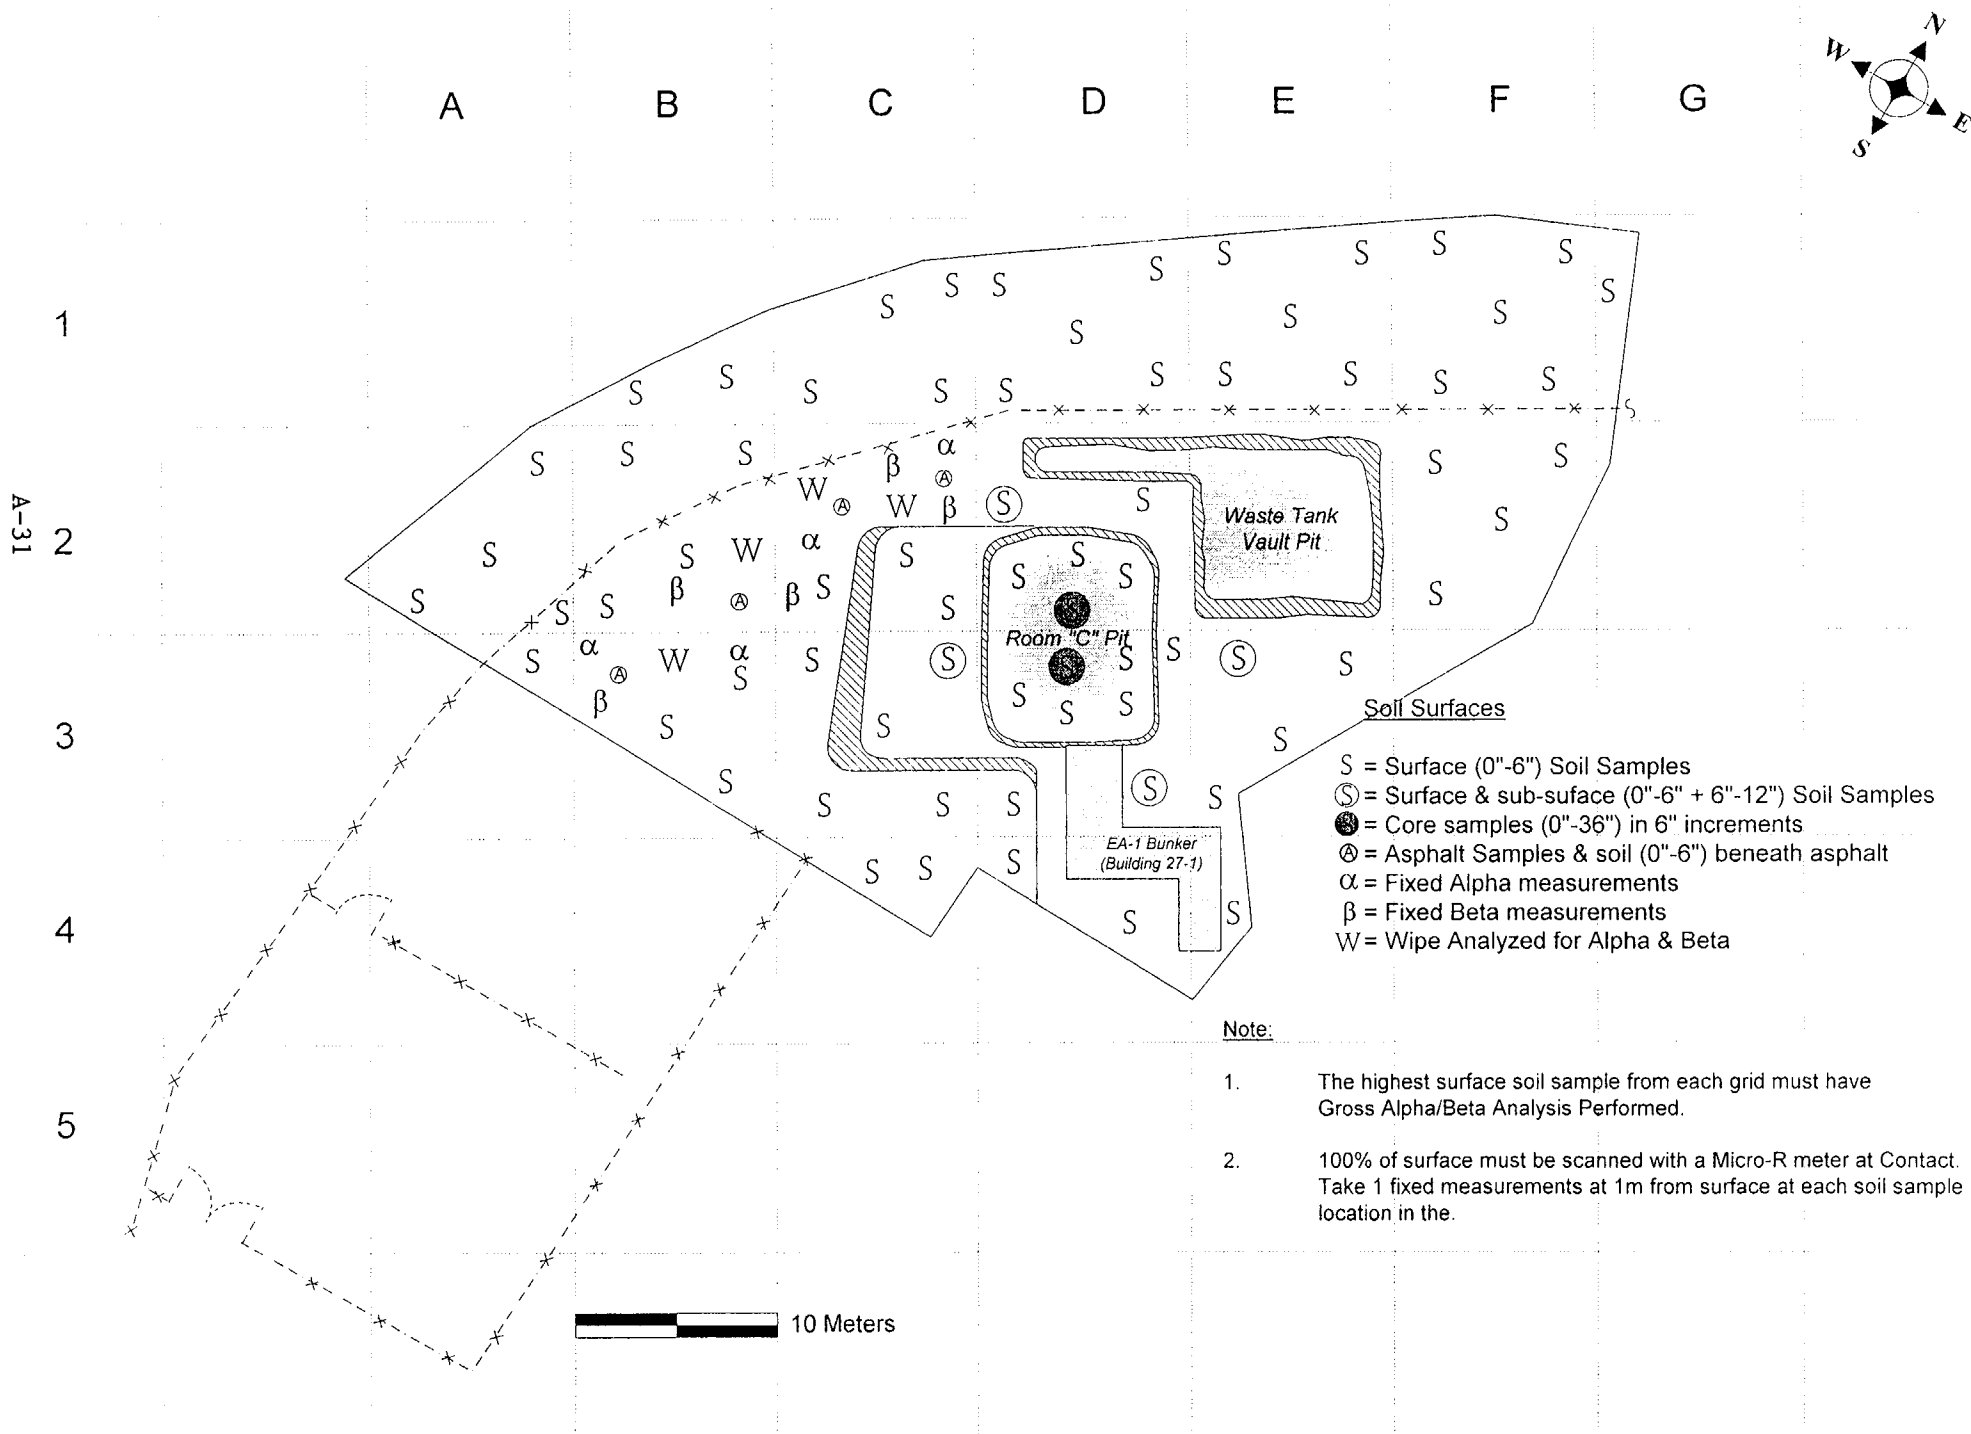 N
W
E
S
A B C D E F G
1
S S S S S S S S
S S
S S S
S S S
S S S S S S S S S S
S
2
α
S S S β S S
Ⓐ
W Ⓐ W β Ⓢ S
Waste Tank
Vault Pit
S
S S W α S S
S S
S S S β Ⓐ β S S S
S
α Room "C" Pit
S Ⓐ W α S S Ⓢ S S S Ⓢ S
β S S S
S S S
3
S
S Ⓢ S
S S S
EA-1 Bunker
(Building 27-1)
S S S
S S
4
5
A-31
Soil Surfaces
S = Surface (0"-6") Soil Samples
Ⓢ = Surface & sub-suface (0"-6" + 6"-12") Soil Samples
S = Core samples (0"-36") in 6" increments
Ⓐ = Asphalt Samples & soil (0"-6") beneath asphalt
α = Fixed Alpha measurements
β = Fixed Beta measurements
W = Wipe Analyzed for Alpha & Beta
Note:
1. The highest surface soil sample from each grid must have
Gross Alpha/Beta Analysis Performed.
2. 100% of surface must be scanned with a Micro-R meter at Contact.
Take 1 fixed measurements at 1m from surface at each soil sample
location in the.
10 Meters